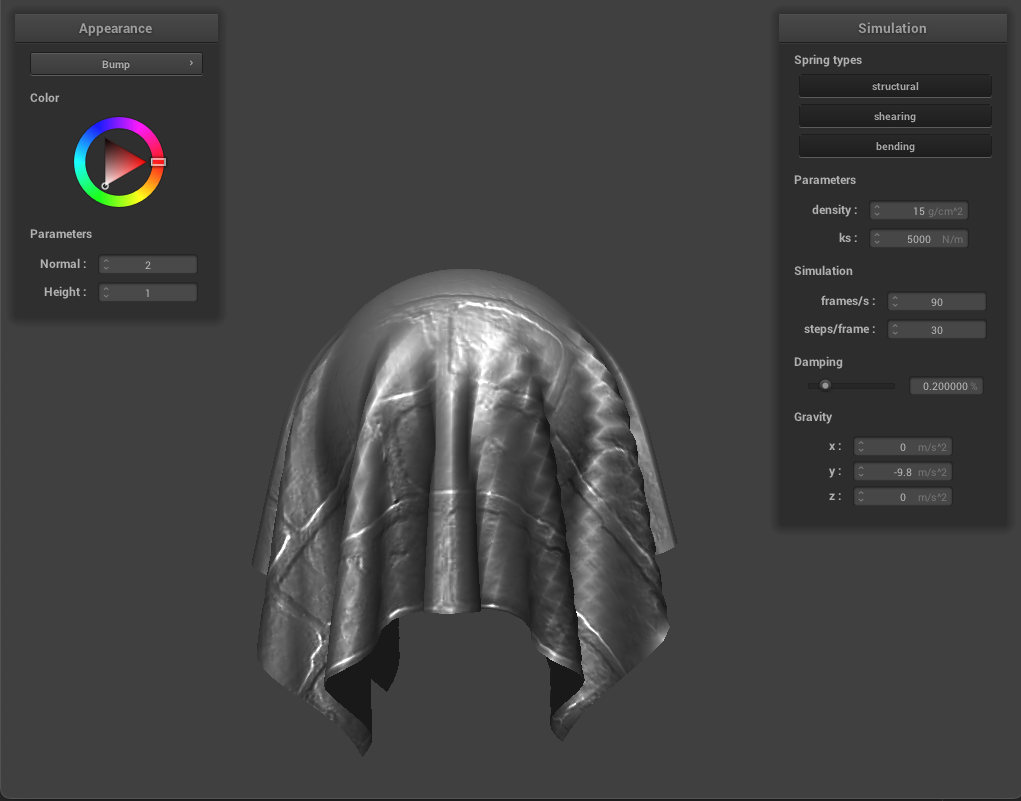 Appearance
Bump
Color
Parameters
Normal :
2
Height :
1
Simulation
Spring types
structural
shearing
bending
Parameters
density :
15 g/cm^2
ks :
5000 N/m
Simulation
frames/s :
90
steps/frame :
30
Damping
0.200000 %
Gravity
x :
0 m/s^2
y :
-9.8 m/s^2
z :
0 m/s^2